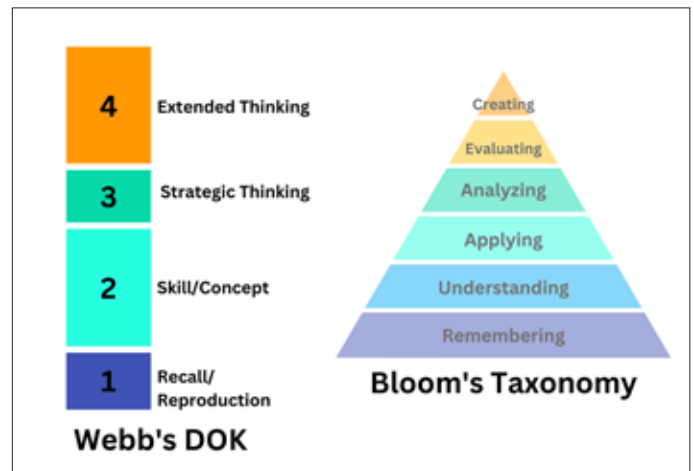 4
Extended Thinking
3
Strategic Thinking
2
Skill/Concept
1
Recall/
Reproduction
Webb's DOK
Creating
Evaluating
Analyzing
Applying
Understanding
Remembering
Bloom's Taxonomy